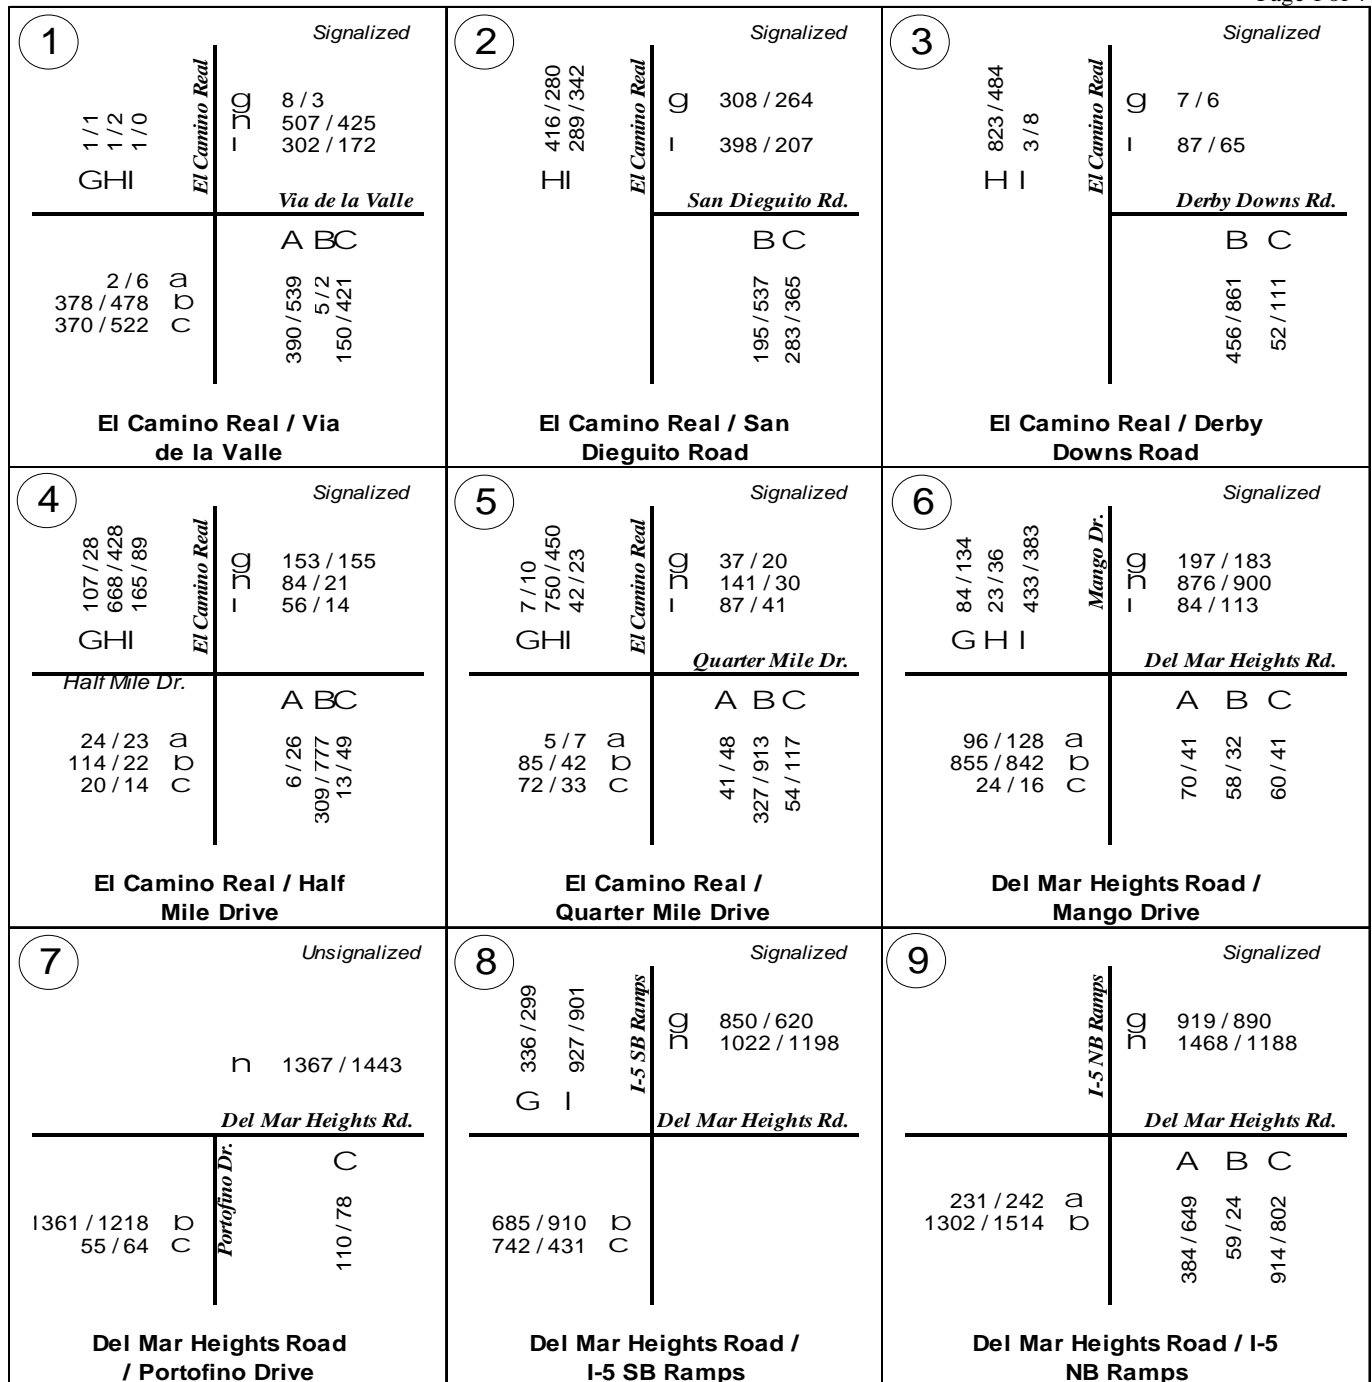 1
Signalized
1 / 1
1 / 2
1 / 0
GHI
El Camino Real
g 8 / 3
h 507 / 425
i 302 / 172
Via de la Valle
2 / 6 a
378 / 478 b
370 / 522 c
A BC
390 / 539
5 / 2
150 / 421
El Camino Real / Via
de la Valle
2
Signalized
416 / 280
289 / 342
HI
El Camino Real
g 308 / 264
i 398 / 207
San Dieguito Rd.
B C
195 / 537
283 / 365
El Camino Real / San
Dieguito Road
3
Signalized
823 / 484
3 / 8
H I
El Camino Real
g 7 / 6
i 87 / 65
Derby Downs Rd.
B C
456 / 861
52 / 111
El Camino Real / Derby
Downs Road
4
Signalized
107 / 28
668 / 428
165 / 89
GHI
El Camino Real
g 153 / 155
h 84 / 21
i 56 / 14
Half Mile Dr.
24 / 23 a
114 / 22 b
20 / 14 c
A BC
6 / 26
309 / 777
13 / 49
El Camino Real / Half
Mile Drive
5
Signalized
7 / 10
750 / 450
42 / 23
GHI
El Camino Real
g 37 / 20
h 141 / 30
i 87 / 41
Quarter Mile Dr.
5 / 7 a
85 / 42 b
72 / 33 c
A B C
41 / 48
327 / 913
54 / 117
El Camino Real /
Quarter Mile Drive
6
Signalized
84 / 134
23 / 36
433 / 383
G H I
Mango Dr.
g 197 / 183
h 876 / 900
i 84 / 113
Del Mar Heights Rd.
96 / 128 a
855 / 842 b
24 / 16 c
A B C
70 / 41
58 / 32
60 / 41
Del Mar Heights Road /
Mango Drive
7
Unsignalized
h 1367 / 1443
Del Mar Heights Rd.
1361 / 1218 b
55 / 64 c
Portofino Dr.
C
110 / 78
Del Mar Heights Road
/ Portofino Drive
8
Signalized
336 / 299
927 / 901
G I
I-5 SB Ramps
g 850 / 620
h 1022 / 1198
Del Mar Heights Rd.
685 / 910 b
742 / 431 c
Del Mar Heights Road /
I-5 SB Ramps
9
Signalized
I-5 NB Ramps
g 919 / 890
h 1468 / 1188
Del Mar Heights Rd.
231 / 242 a
1302 / 1514 b
A B C
384 / 649
59 / 24
914 / 802
Del Mar Heights Road / I-5
NB Ramps